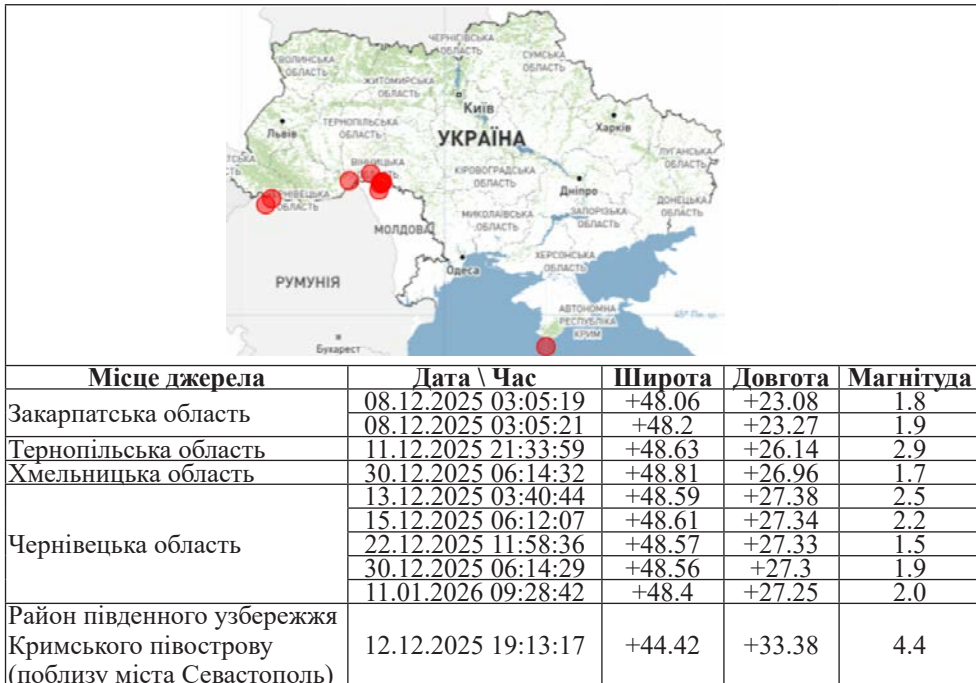 ЧЕРНІГІВСЬКА
ОБЛАСТЬ
ВОЛИНСЬКА
ОБЛАСТЬ
СУМСЬКА
ОБЛАСТЬ
ЖИТОМИРСЬКА
ОБЛАСТЬ
Київ
Львів
ТЕРНОПІЛЬСЬКА
ОБЛАСТЬ
УКРАЇНА
Харків
ЛУГАНСЬКА
ОБЛАСТЬ
ВІННИЦЬКА
КІРОВОГРАДСЬКА
ОБЛАСТЬ
Дніпро
ОБЛАСТЬ
МИКОЛАЇВСЬКА
ОБЛАСТЬ
ЗАПОРІЗЬКА
ОБЛАСТЬ
ДОНЕЦЬКА
ОБЛАСТЬ
МОЛДОВА
ХЕРСОНСЬКА
ОБЛАСТЬ
Одеса
РУМУНІЯ
АВТОНОМНА
РЕСПУБЛІКА
КРИМ
45° Пн. ш.
Бухарест
Місце джерела Дата \ Час Широта Довгота Магнітуда
Закарпатська область 08.12.2025 03:05:19 +48.06 +23.08 1.8
08.12.2025 03:05:21 +48.2 +23.27 1.9
Тернопільська область 11.12.2025 21:33:59 +48.63 +26.14 2.9
Хмельницька область 30.12.2025 06:14:32 +48.81 +26.96 1.7
Чернівецька область 13.12.2025 03:40:44 +48.59 +27.38 2.5
15.12.2025 06:12:07 +48.61 +27.34 2.2
22.12.2025 11:58:36 +48.57 +27.33 1.5
30.12.2025 06:14:29 +48.56 +27.3 1.9
11.01.2026 09:28:42 +48.4 +27.25 2.0
Район південного узбережжя
Кримського півострову
(поблизу міста Севастополь) 12.12.2025 19:13:17 +44.42 +33.38 4.4